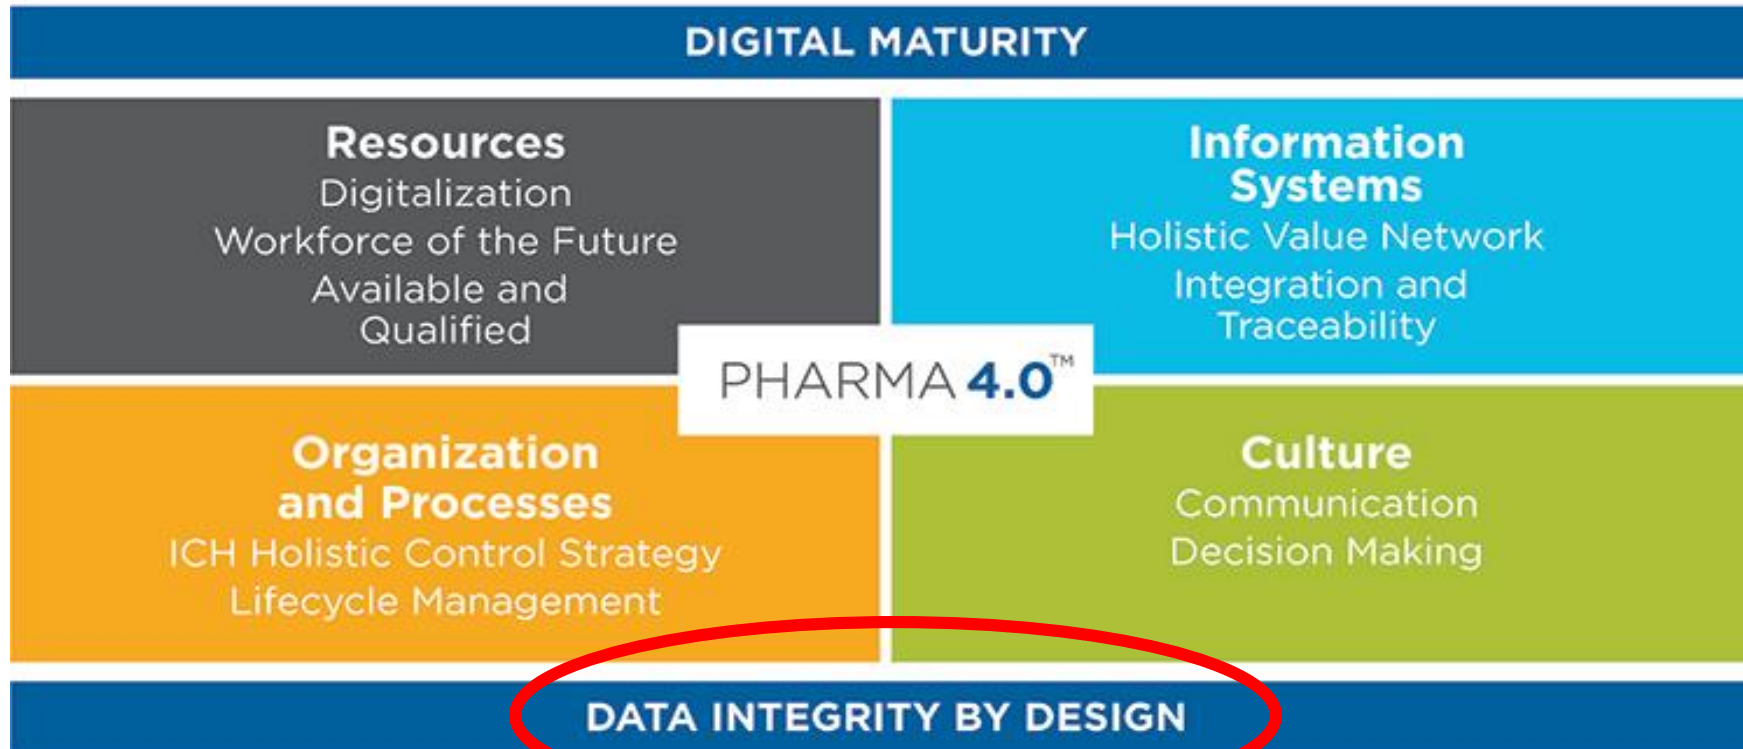 DIGITAL MATURITY
Resources
Digitalization
Workforce of the Future
Available and
Qualified
Information
Systems
Holistic Value Network
Integration and
Traceability
PHARMA 4.0™
Organization
and Processes
ICH Holistic Control Strategy
Lifecycle Management
Culture
Communication
Decision Making
DATA INTEGRITY BY DESIGN